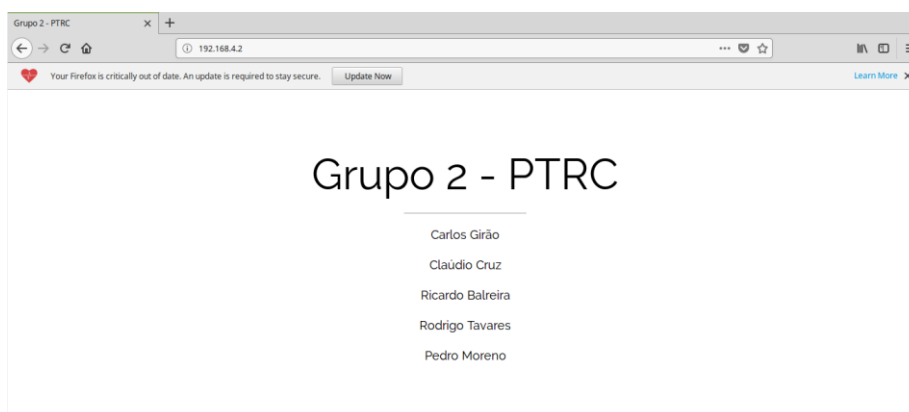 Grupo 2 - PTRC
192.168.4.2
Your Firefox is critically out of date. An update is required to stay secure. Update Now Learn More
Grupo 2 - PTRC
Carlos Girão
Claúdio Cruz
Ricardo Balreira
Rodrigo Tavares
Pedro Moreno